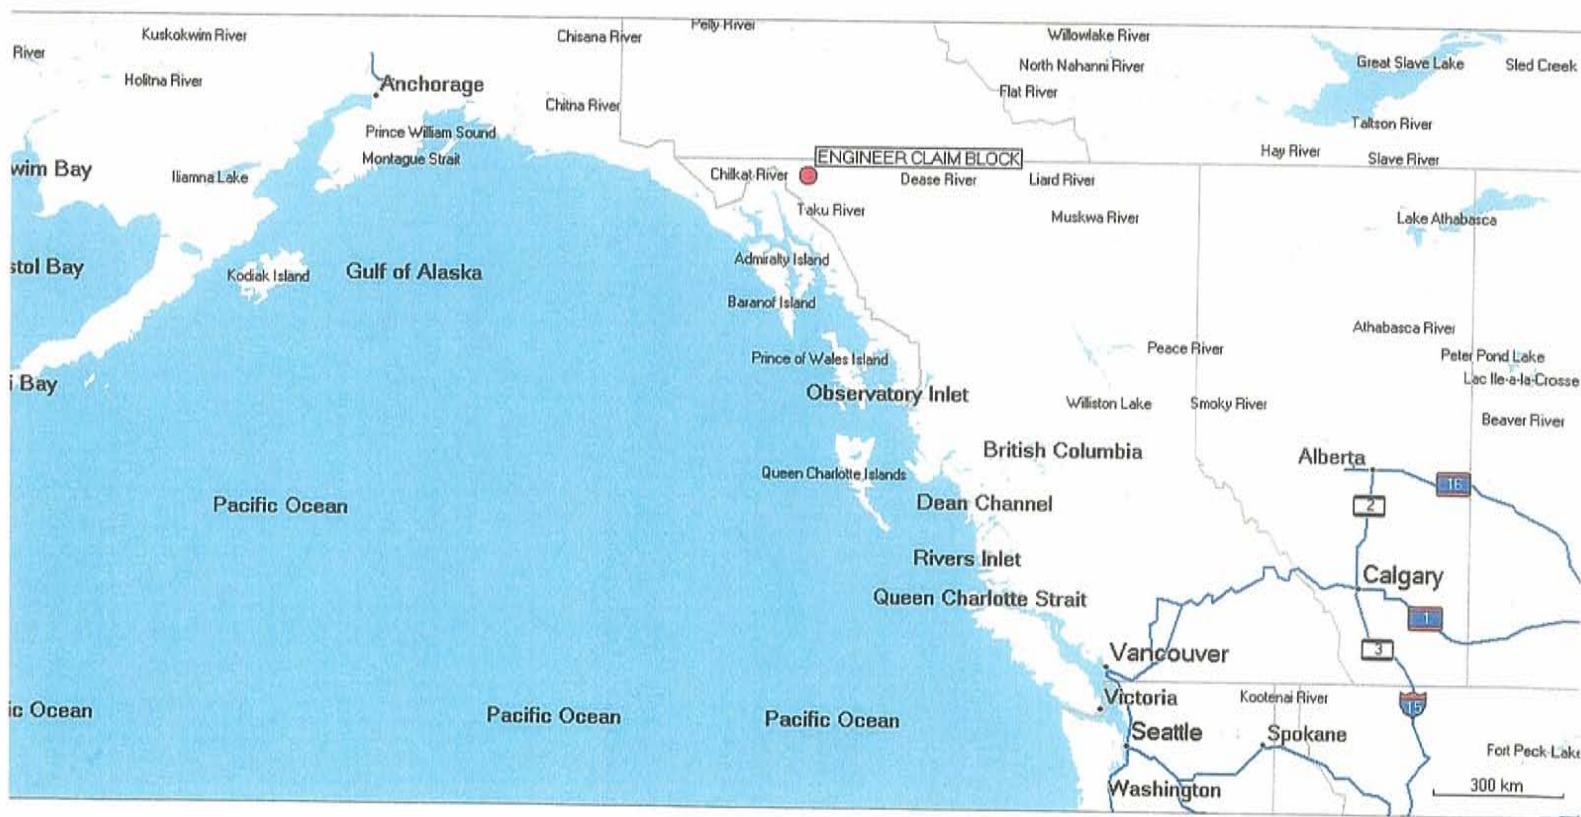 Kuskokwim River
Chisana River
Pelly River
Willowlake River
River
Holitna River
Anchorage
Chitna River
North Nahanni River
Flat River
Great Slave Lake
Sled Creek
Prince William Sound
Montague Strait
Taltson River
Hay River
Slave River
wim Bay
Iliamna Lake
ENGINEER CLAIM BLOCK
Chilkat River
Dease River
Liard River
Taku River
Muskwa River
Lake Athabasca
stol Bay
Kodiak Island
Gulf of Alaska
Admiralty Island
Baranof Island
Athabasca River
Prince of Wales Island
Peace River
Peter Pond Lake
i Bay
Lac Ile-a-la-Crosse
Observatory Inlet
Williston Lake
Smoky River
Beaver River
British Columbia
Alberta
Queen Charlotte Islands
16
Pacific Ocean
Dean Channel
2
Rivers Inlet
Calgary
Queen Charlotte Strait
1
Vancouver
3
Victoria
Kootenai River
15
ic Ocean
Pacific Ocean
Pacific Ocean
Seattle
Spokane
Fort Peck Lake
Washington
300 km